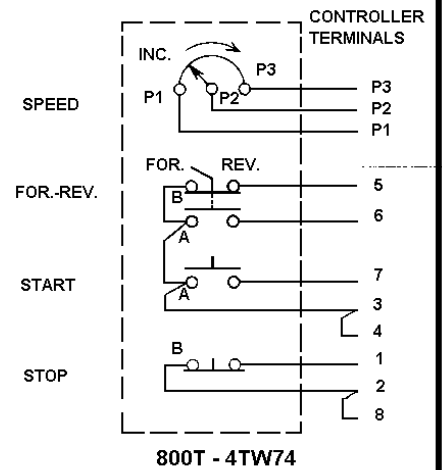 CONTROLLER
TERMINALS
INC.
P3
P1
P2
SPEED
P3
P2
P1
FOR. REV.
FOR.-REV.
B
5
A
6
START
A
7
3
4
STOP
B
1
2
8
800T - 4TW74